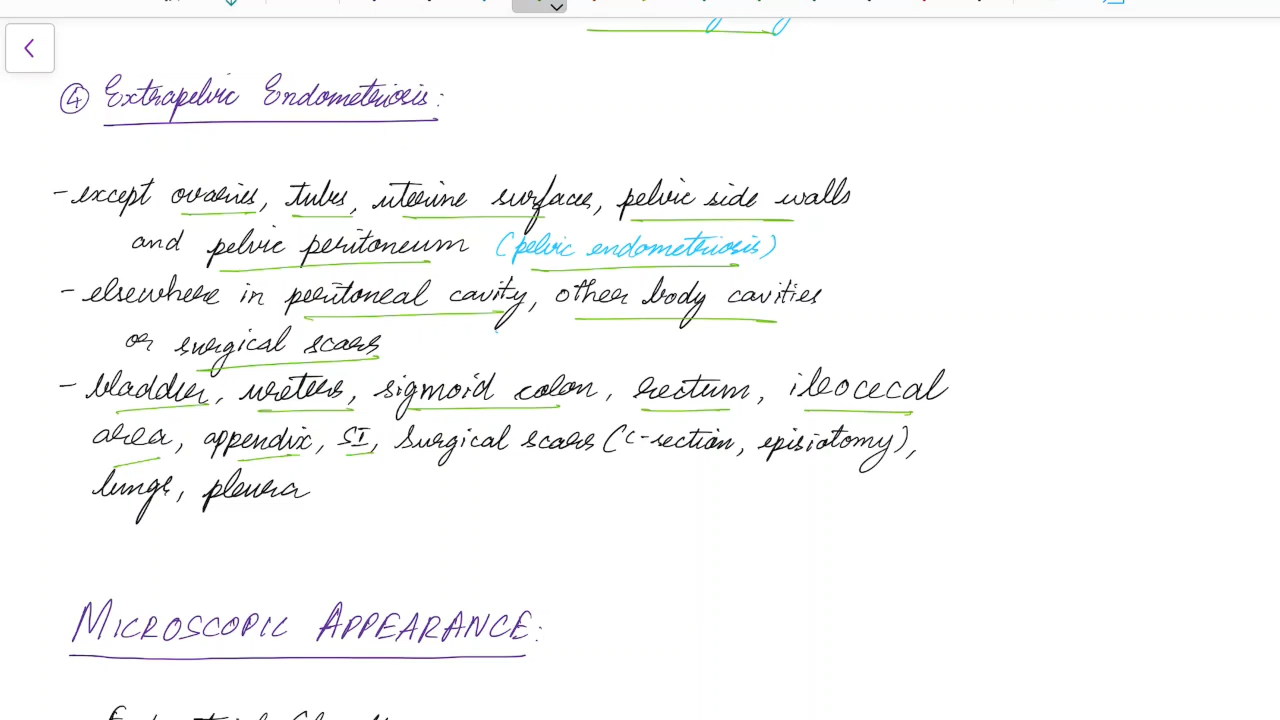 ④ Extrapelvic Endometriosis:
- except ovaries, tubes, uterine surfaces, pelvic side walls
and pelvic peritoneum (pelvic endometriosis)
- elsewhere in peritoneal cavity, other body cavities
or surgical scars
- bladder, ureters, sigmoid colon, rectum, ileocecal
area, appendix, SI, surgical scars (C-section, episiotomy),
lungs, pleura
MICROSCOPIC APPEARANCE: